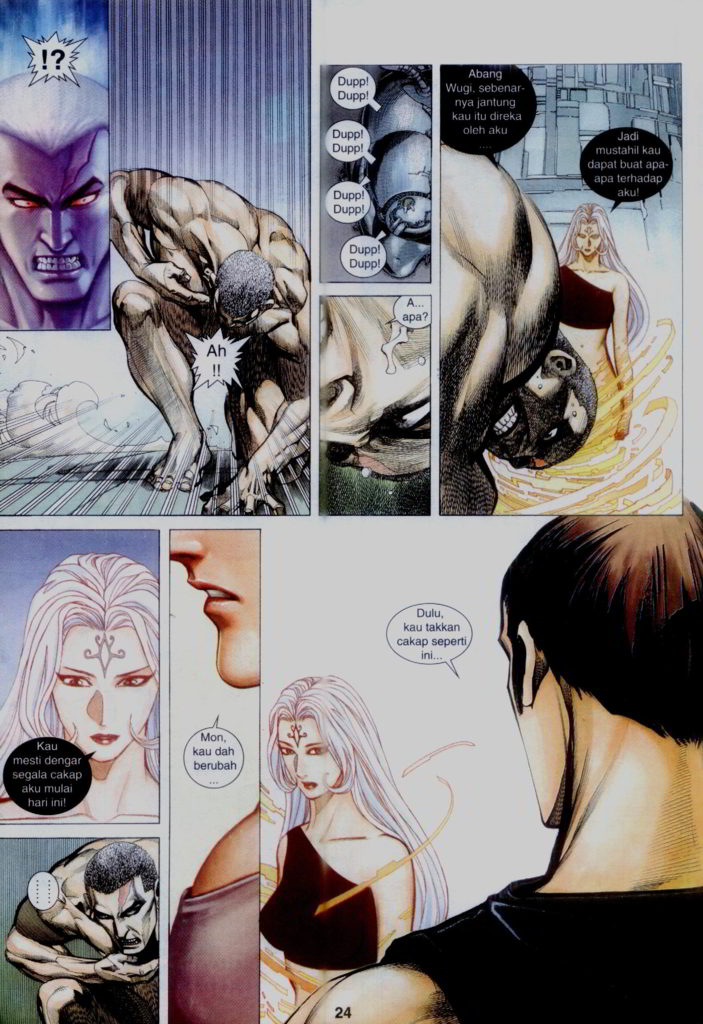 !?
Ah
!!
Dupp!
Dupp!
Dupp!
Dupp!
Dupp!
Dupp!
Dupp!
Dupp!
A...
apa?
Abang
Wugi, sebenar-
nya jantung
kau itu direka
oleh aku
....
Jadi
mustahil kau
dapat buat apa-
apa terhadap
aku!
Kau
mesti dengar
segala cakap
aku mulai
hari ini!
Mon,
kau dah
berubah
...
Dulu,
kau takkan
cakap seperti
ini...
......
24